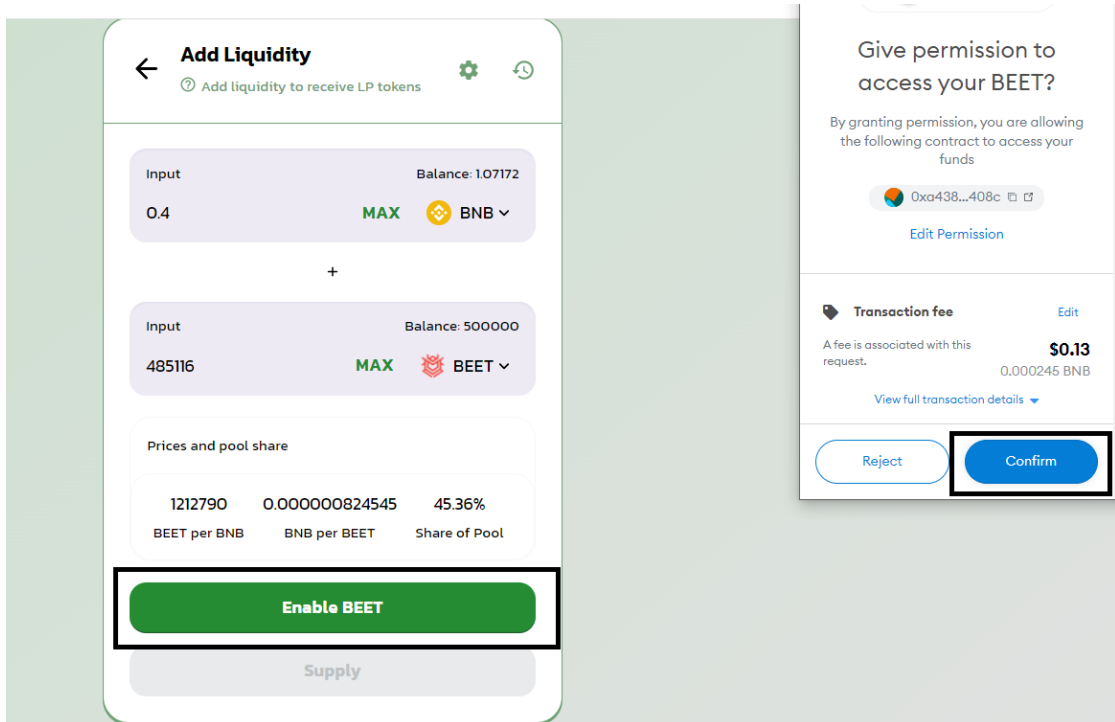 Add Liquidity
Add liquidity to receive LP tokens
Input Balance: 1.07172
0.4 MAX BNB
+
Input Balance: 500000
485116 MAX BEET
Prices and pool share
1212790 0.000000824545 45.36%
BEET per BNB BNB per BEET Share of Pool
Enable BEET
Supply
Give permission to
access your BEET?
By granting permission, you are allowing
the following contract to access your
funds
0xa438...408c
Edit Permission
Transaction fee Edit
A fee is associated with this
request.
$0.13
0.000245 BNB
View full transaction details
Reject Confirm